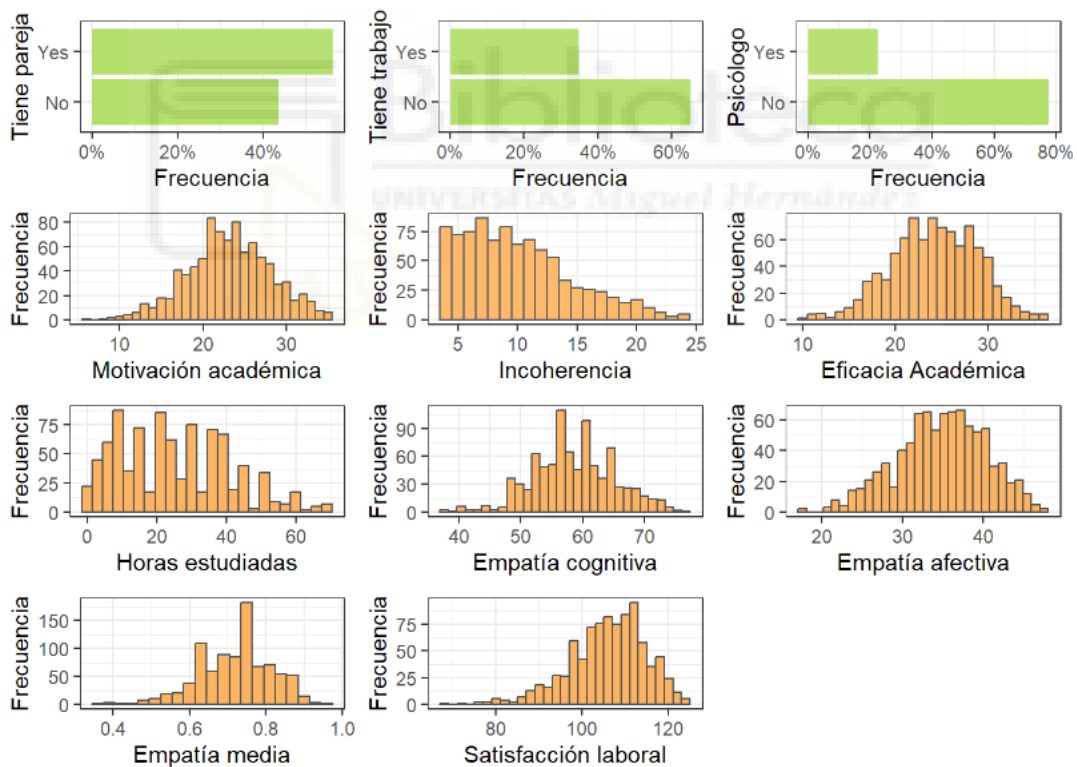 Tiene pareja
Yes
No
0% 20% 40%
Frecuencia
Tiene trabajo
Yes
No
0% 20% 40% 60%
Frecuencia
Psicólogo
Yes
No
0% 20% 40% 60% 80%
Frecuencia
Biblioteca
UNIVERSITAS Miguel Hernández
Frecuencia
80
60
40
20
0
10 20 30
Motivación académica
Frecuencia
75
50
25
0
5 10 15 20 25
Incoherencia
Frecuencia
60
40
20
0
10 20 30
Eficacia Académica
Frecuencia
75
50
25
0
0 20 40 60
Horas estudiadas
Frecuencia
90
60
30
0
40 50 60 70
Empatía cognitiva
Frecuencia
60
40
20
0
20 30 40
Empatía afectiva
Frecuencia
150
100
50
0
0.4 0.6 0.8 1.0
Empatía media
Frecuencia
75
50
25
0
80 100 120
Satisfacción laboral